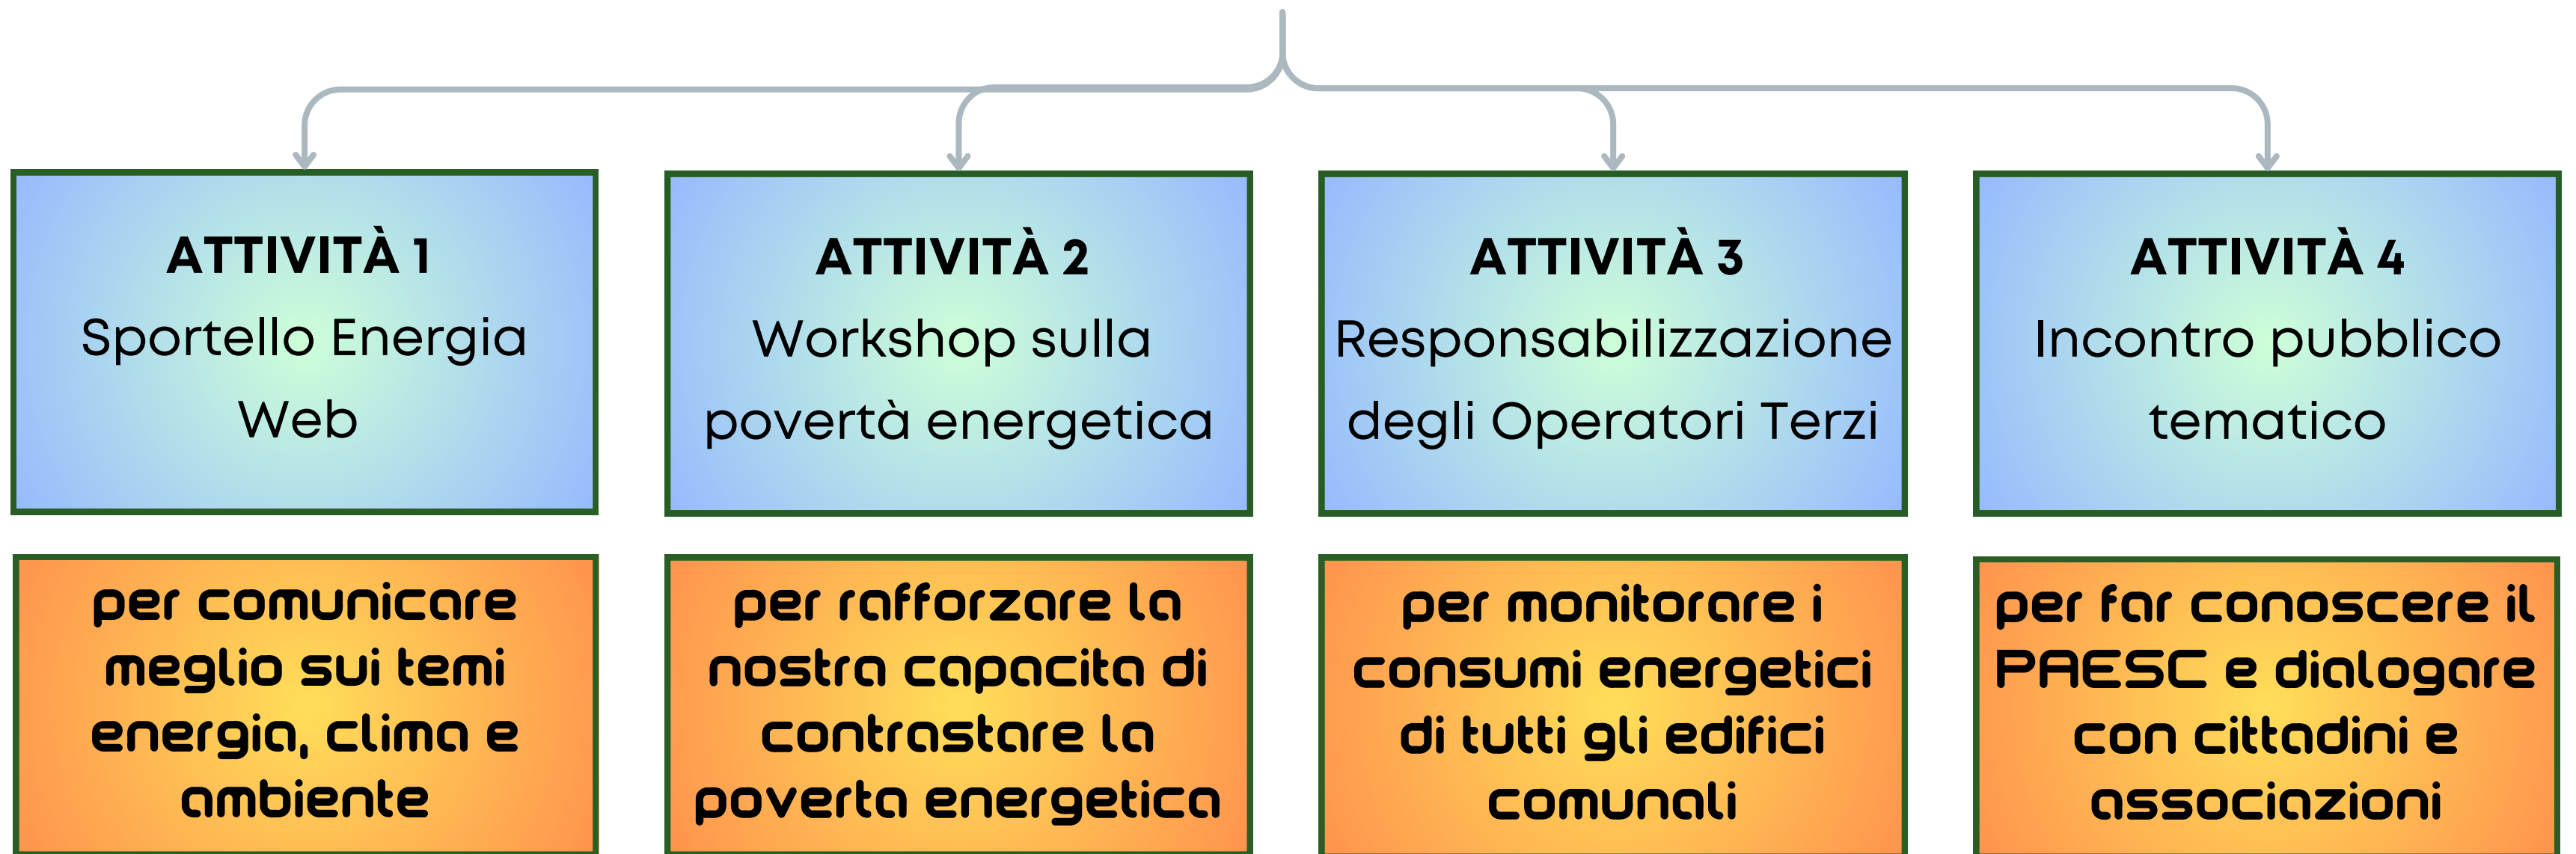 ATTIVITÀ 1
Sportello Energia
Web
per comunicare
meglio sui temi
energia, clima e
ambiente
ATTIVITÀ 2
Workshop sulla
povertà energetica
per rafforzare la
nostra capacita di
contrastare la
poverta energetica
ATTIVITÀ 3
Responsabilizzazione
degli Operatori Terzi
per monitorare i
consumi energetici
di tutti gli edifici
comunali
ATTIVITÀ 4
Incontro pubblico
tematico
per far conoscere il
PAESC e dialogare
con cittadini e
associazioni